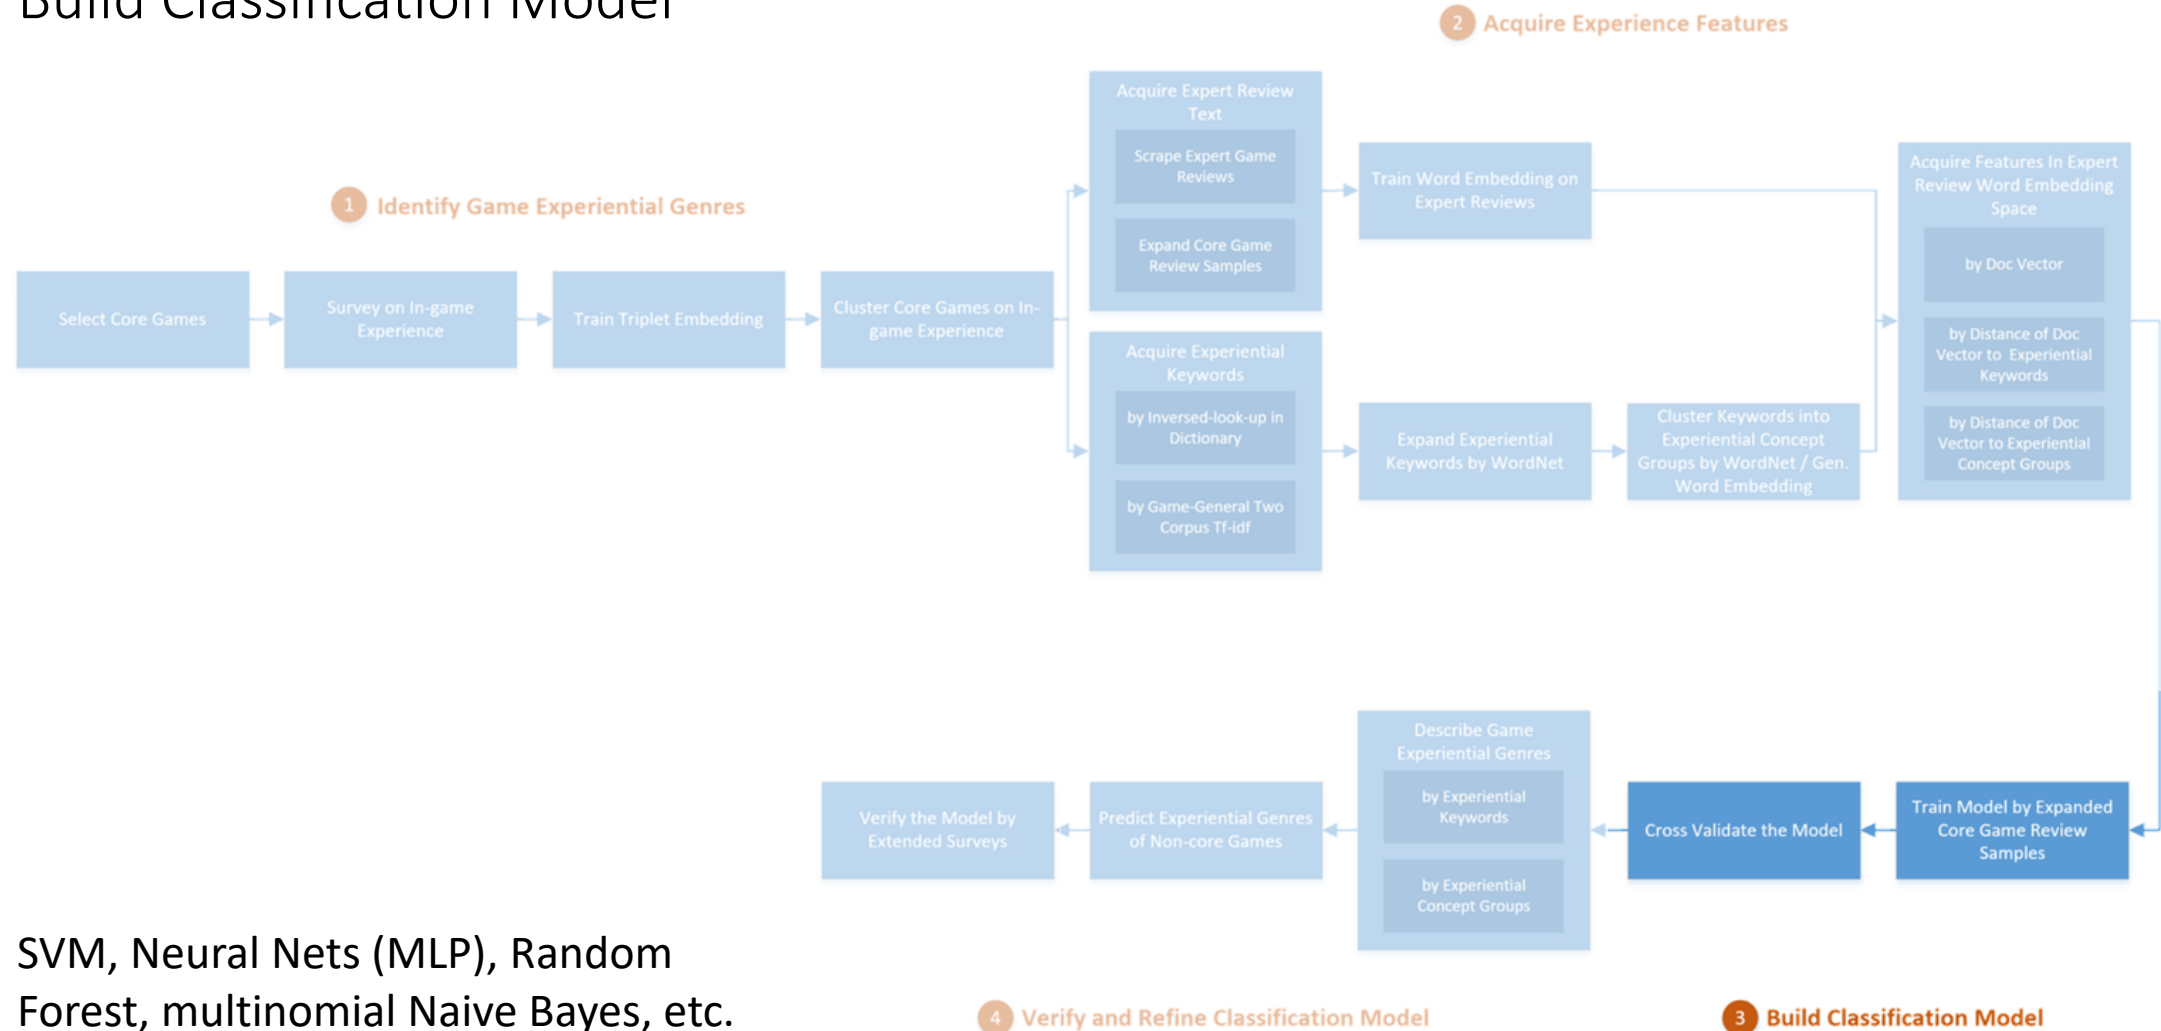 Build Classification Model
2 Acquire Experience Features
1 Identify Game Experiential Genres
Select Core Games
Survey on In-game
Experience
Train Triplet Embedding
Cluster Core Games on In-
game Experience
Acquire Expert Review
Text
Scrape Expert Game
Reviews
Expand Core Game
Review Samples
Acquire Experiential
Keywords
by Inversed-look-up in
Dictionary
by Game-General Two
Corpus Tf-idf
Train Word Embedding on
Expert Reviews
Expand Experiential
Keywords by WordNet
Cluster Keywords into
Experiential Concept
Groups by WordNet / Gen.
Word Embedding
Acquire Features In Expert
Review Word Embedding
Space
by Doc Vector
by Distance of Doc
Vector to Experiential
Keywords
by Distance of Doc
Vector to Experiential
Concept Groups
Train Model by Expanded
Core Game Review
Samples
Cross Validate the Model
Describe Game
Experiential Genres
by Experiential
Keywords
by Experiential
Concept Groups
Predict Experiential Genres
of Non-core Games
Verify the Model by
Extended Surveys
SVM, Neural Nets (MLP), Random
Forest, multinomial Naive Bayes, etc.
4 Verify and Refine Classification Model
3 Build Classification Model